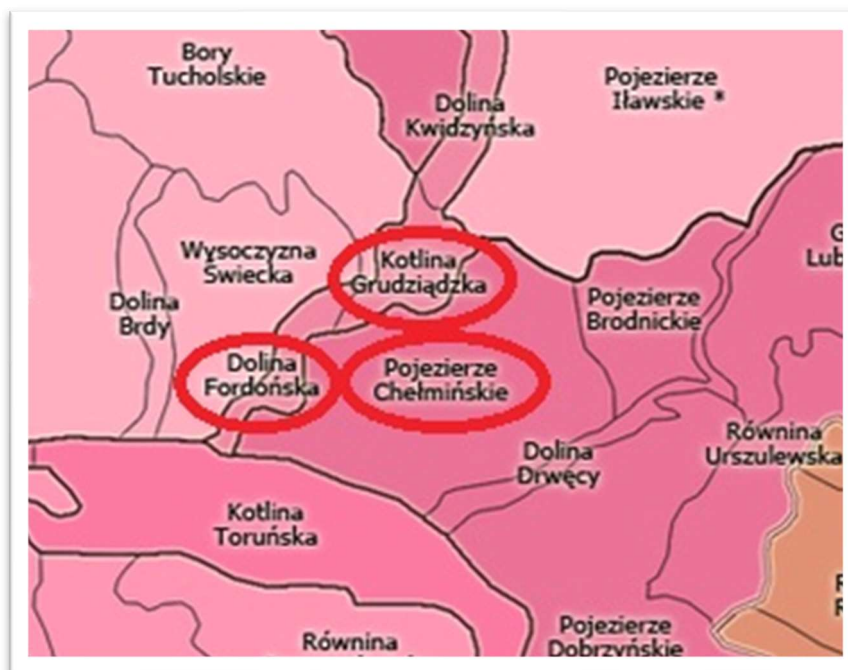 Bory
Tucholskie
Dolina
Kwidzyńska
Pojezierze
Iławskie *
Wysoczyzna
Świecka
Kotlina
Grudziądzka
Dolina
Brdy
Pojezierze
Brodnickie
G
Lub
Dolina
Fordońska
Pojezierze
Chełmińskie
Dolina
Drwęcy
Równina
Urszulewska
Kotlina
Toruńska
Równina
Pojezierze
Dobrzyńskie
R
R